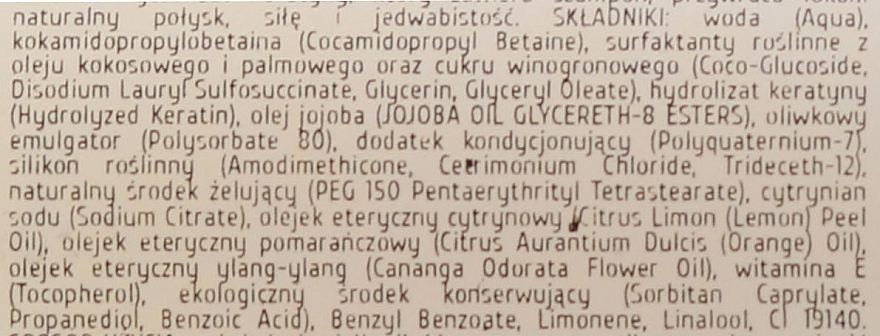 naturalny połysk, siłę i jedwabistość. SKŁADNIKI: woda (Aqua),
kokamidopropylobetaina (Cocamidopropyl Betaine), surfaktanty roślinne z
oleju kokosowego i palmowego oraz cukru winogronowego (Coco-Glucoside,
Disodium Lauryl Sulfosuccinate, Glycerin, Glyceryl Oleate), hydrolizat keratyny
(Hydrolyzed Keratin), olej jojoba (JOJOBA OIL GLYCERETH-8 ESTERS), oliwkowy
emulgator (Polysorbate 80), dodatek kondycjonujący (Polyquaternium-7),
silikon roślinny (Amodimethicone, Cetrimonium Chloride, Trideceth-12),
naturalny środek żelujący (PEG 150 Pentaerythrityl Tetrastearate), cytrynian
sodu (Sodium Citrate), olejek eteryczny cytrynowy (Citrus Limon (Lemon) Peel
Oil), olejek eteryczny pomarańczowy (Citrus Aurantium Dulcis (Orange) Oil),
olejek eteryczny ylang-ylang (Cananga Odorata Flower Oil), witamina E
(Tocopherol), ekologiczny środek konserwujący (Sorbitan Caprylate,
Propanediol, Benzoic Acid), Benzyl Benzoate, Limonene, Linalool, CI 19140.